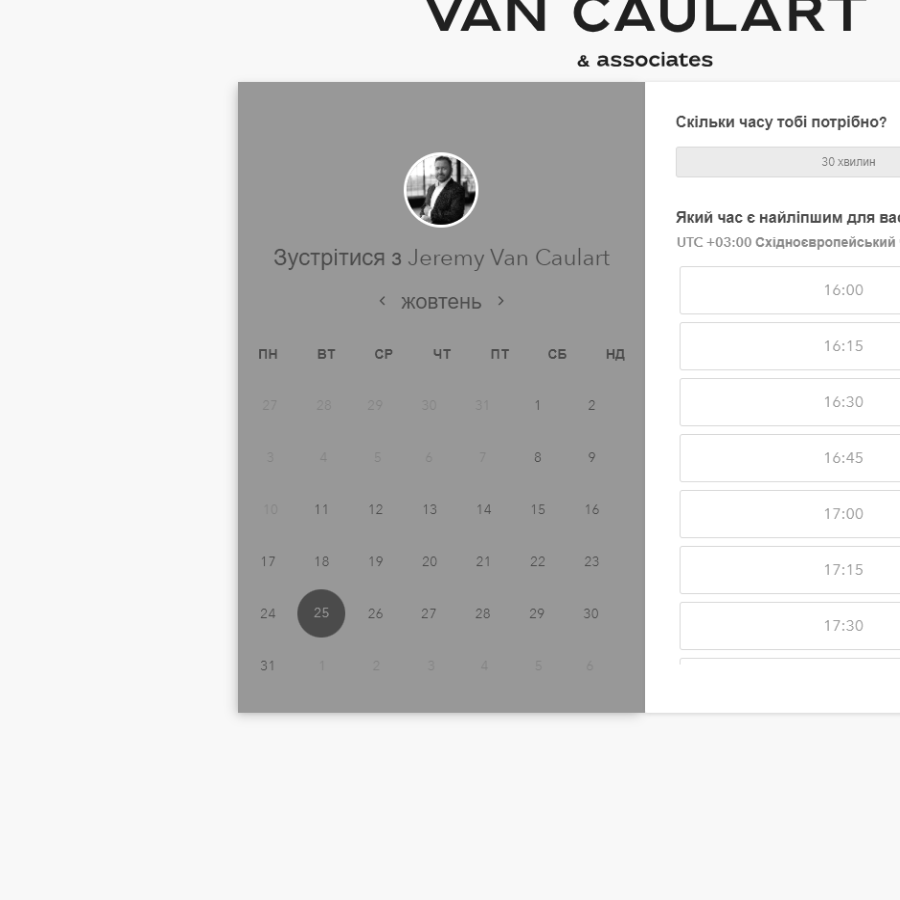 VAN CAULART
& associates
Зустрітися з Jeremy Van Caulart
жовтень
ПН ВТ СР ЧТ ПТ СБ НД
27 28 29 30 31 1 2
3 4 5 6 7 8 9
10 11 12 13 14 15 16
17 18 19 20 21 22 23
24 25 26 27 28 29 30
31 1 2 3 4 5 6
Скільки часу тобі потрібно?
30 хвилин
Який час є найліпшим для вас
UTC +03:00 Східноєвропейський
16:00
16:15
16:30
16:45
17:00
17:15
17:30